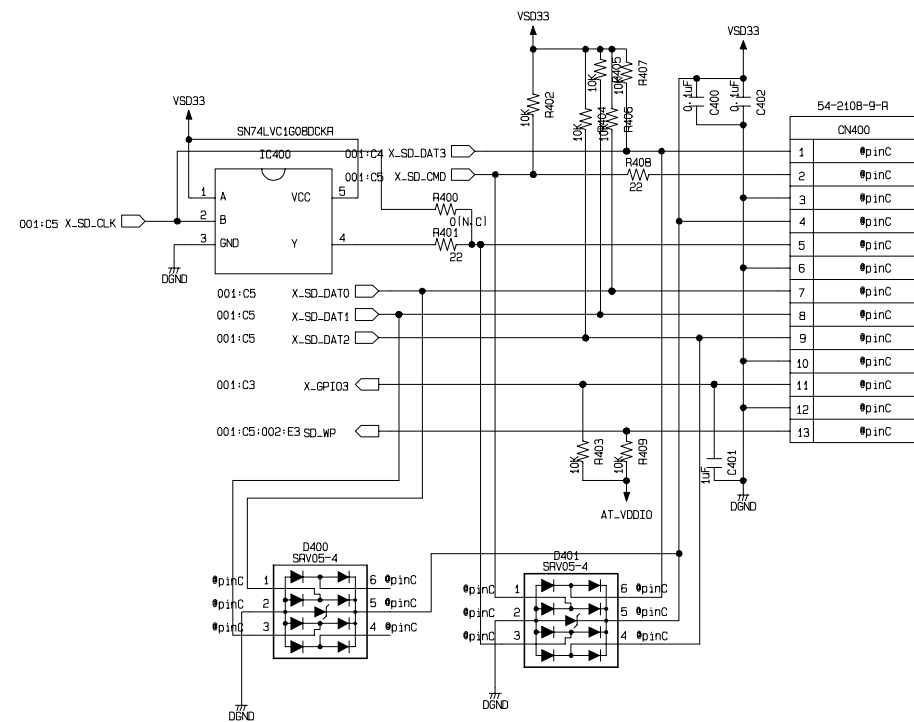 VSD33
VSD33
VSD33
10K
R402
10K
R405
R407
10K
R404
10K
R406
0.1uF
C400
0.1uF
C402
54-2108-9-R
CN400
SN74LVC1G08DCKR
IC400
1 A VCC 5
2 B
3 GND Y 4
DGND
001:C4 X_SD_DAT3
001:C5 X_SD_CMD
001:C5 X_SD_CLK
R400
0(N.C)
R401
22
R408
22
1 @pinC
2 @pinC
3 @pinC
4 @pinC
5 @pinC
6 @pinC
7 @pinC
8 @pinC
9 @pinC
10 @pinC
11 @pinC
12 @pinC
13 @pinC
001:C5 X_SD_DAT0
001:C5 X_SD_DAT1
001:C5 X_SD_DAT2
001:C3 X_GPIO3
001:C5:002:E3 SD_WP
10K
R403
10K
R409
1uF
C401
AT_VDDIO
DGND
D400
SRV05-4
@pinC 1 6 @pinC
@pinC 2 5 @pinC
@pinC 3 4 @pinC
DGND
D401
SRV05-4
@pinC 1 6 @pinC
@pinC 2 5 @pinC
@pinC 3 4 @pinC
DGND